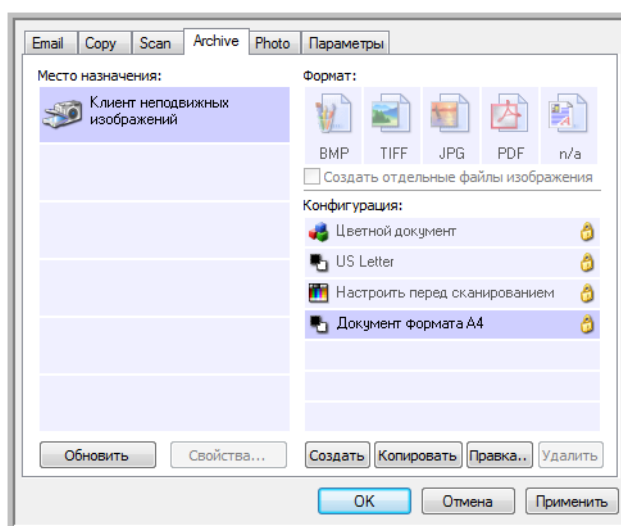 Email Copy Scan Archive Photo Параметры
Место назначения:
Клиент неподвижных
изображений
Формат:
BMP TIFF JPG PDF n/a
Создать отдельные файлы изображения
Конфигурация:
Цветной документ
US Letter
Настроить перед сканированием
Документ формата A4
Обновить Свойства... Создать Копировать Правка.. Удалить
OK Отмена Применить